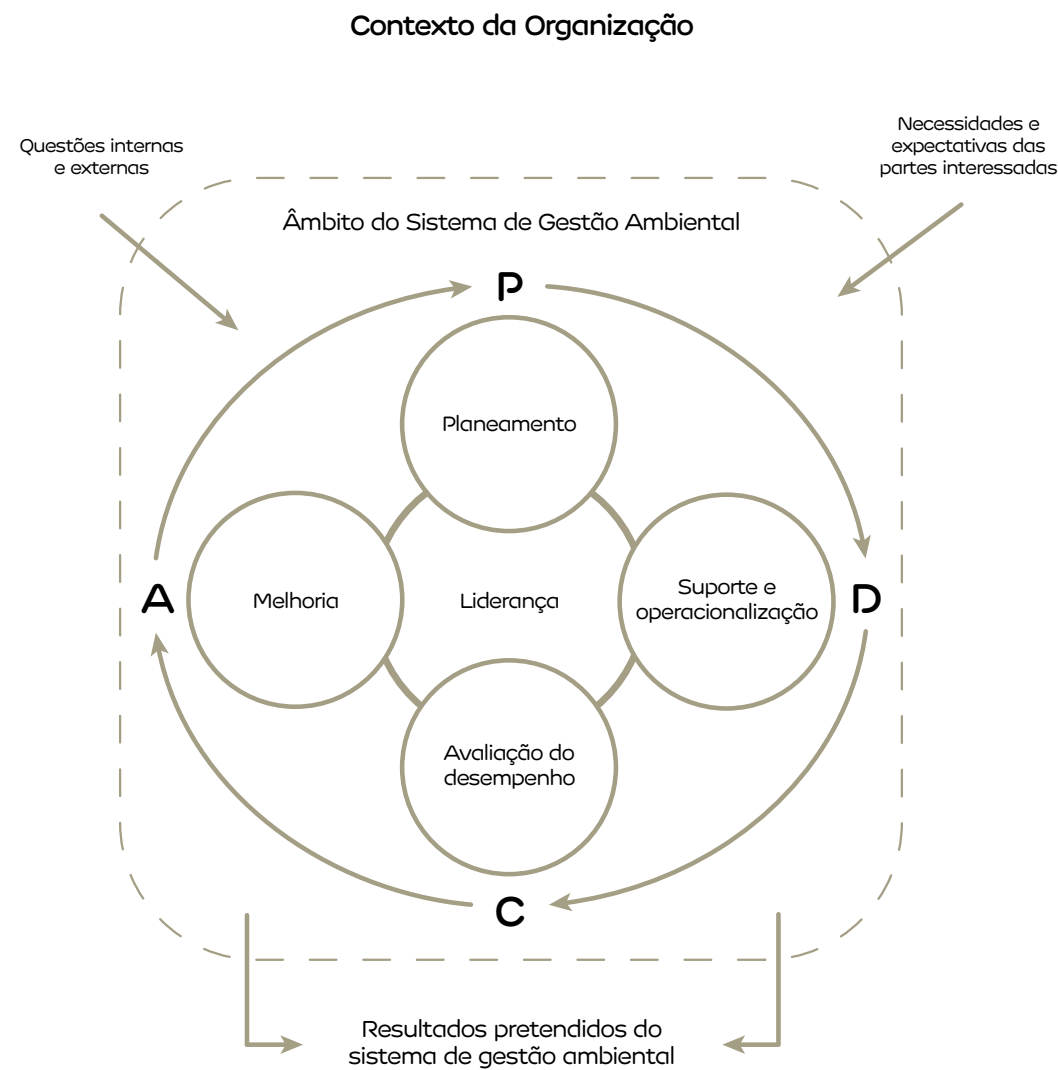 Contexto da Organização
Questões internas
e externas
Necessidades e
expectativas das
partes interessadas
Âmbito do Sistema de Gestão Ambiental
P
Planeamento
A
Melhoria
Liderança
Suporte e
operacionalização
D
Avaliação do
desempenho
C
Resultados pretendidos do
sistema de gestão ambiental